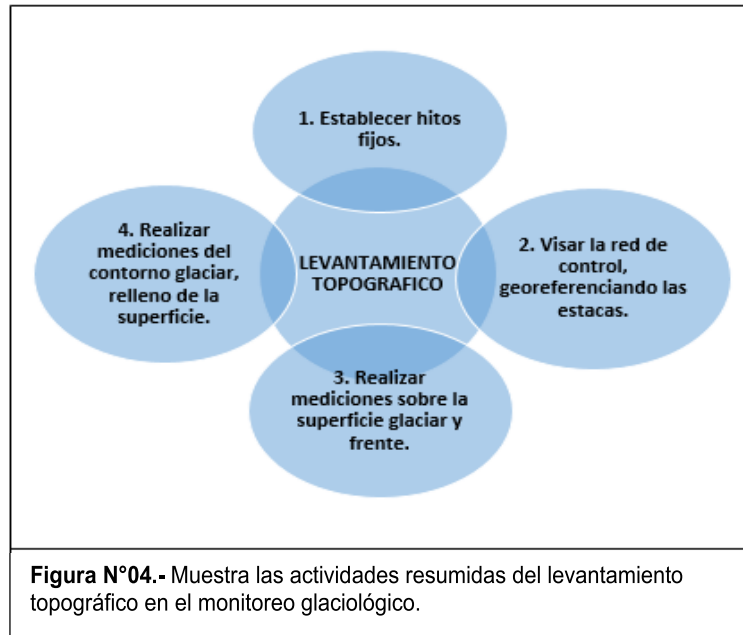 1. Establecer hitos
fijos.
4. Realizar
mediciones del
contorno glaciar,
relleno de la
superficie.
LEVANTAMIENTO
TOPOGRAFICO
2. Visar la red de
control,
georeferenciando las
estacas.
3. Realizar
mediciones sobre la
superficie glaciar y
frente.
Figura N°04.- Muestra las actividades resumidas del levantamiento
topográfico en el monitoreo glaciológico.